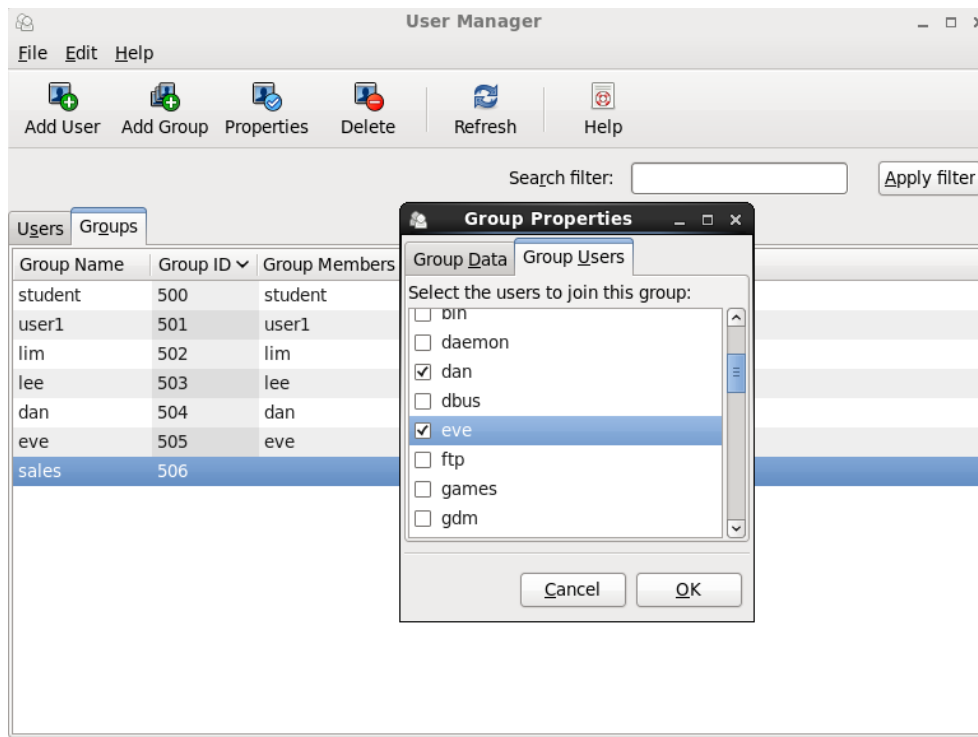 User Manager
File Edit Help
Add User Add Group Properties Delete Refresh Help
Search filter:
Apply filter
Users Groups
Group Name Group ID Group Members
student 500 student
user1 501 user1
lim 502 lim
lee 503 lee
dan 504 dan
eve 505 eve
sales 506
Group Properties
Group Data Group Users
Select the users to join this group:
bin
daemon
dan
dbus
eve
ftp
games
gdm
Cancel OK